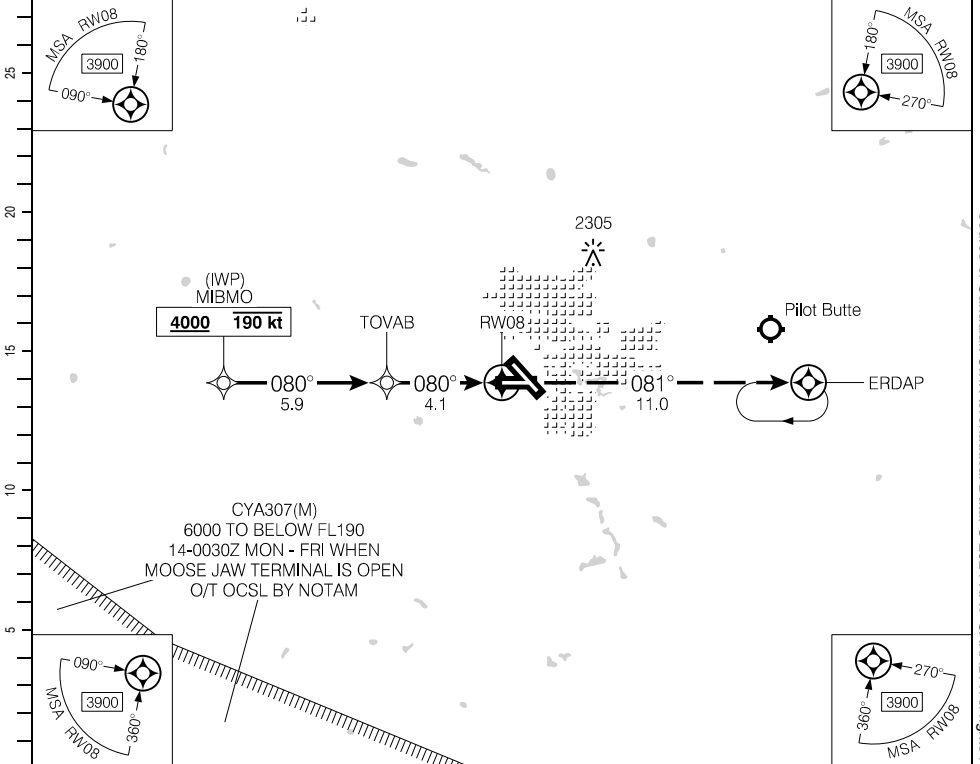 MSA RW08
3900
180°
090°
MSA RW08
3900
180°
270°
25
20
15
10
5
2305
(IWP)
MIBMO
4000 190 kt
TOVAB
RW08
Pilot Butte
ERDAP
080°
5.9
080°
4.1
081°
11.0
CYA307(M)
6000 TO BELOW FL190
14-0030Z MON - FRI WHEN
MOOSE JAW TERMINAL IS OPEN
O/T OCSL BY NOTAM
090°
3900
360°
MSA RW08
270°
3900
360°
MSA RW08